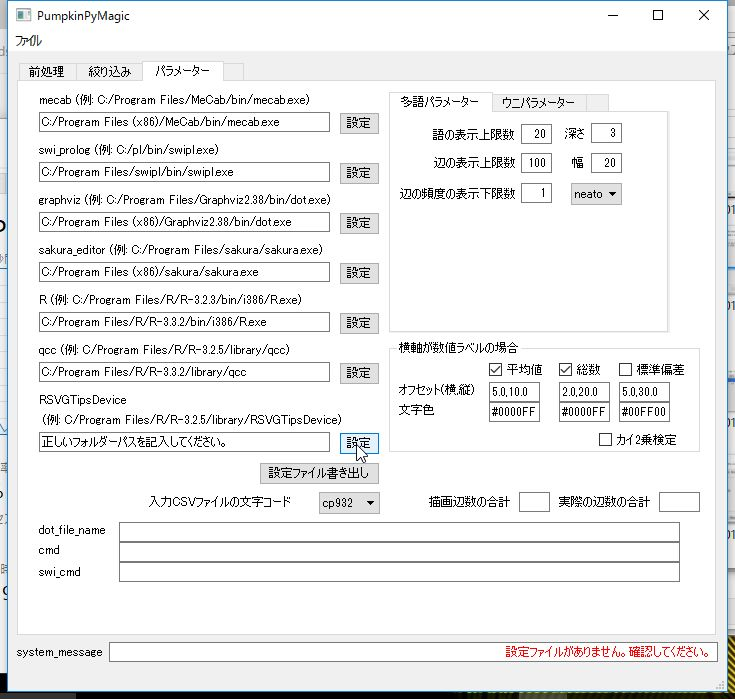 PumpkinPyMagic
ファイル
前処理 絞り込み パラメーター
mecab (例: C:/Program Files/MeCab/bin/mecab.exe)
C:/Program Files (x86)/MeCab/bin/mecab.exe 設定
swi_prolog (例: C:/pl/bin/swipl.exe)
C:/Program Files/swipl/bin/swipl.exe 設定
graphviz (例: C:/Program Files/Graphviz2.38/bin/dot.exe)
C:/Program Files (x86)/Graphviz2.38/bin/dot.exe 設定
sakura_editor (例: C:/Program Files/sakura/sakura.exe)
C:/Program Files (x86)/sakura/sakura.exe 設定
R (例: C:/Program Files/R/R-3.2.3/bin/i386/R.exe)
C:/Program Files/R/R-3.3.2/bin/i386/R.exe 設定
qcc (例: C/Program Files/R/R-3.2.5/library/qcc)
C:/Program Files/R/R-3.3.2/library/qcc 設定
RSVGTipsDevice
(例: C/Program Files/R/R-3.2.5/library/RSVGTipsDevice)
正しいフォルダーパスを記入してください。 設定
設定ファイル書き出し
多語パラメーター ウニパラメーター
語の表示上限数 20 深さ 3
辺の表示上限数 100 幅 20
辺の頻度の表示下限数 1 neato
横軸が数値ラベルの場合
平均値 総数 標準偏差
オフセット(横,縦) 5.0,10.0 2.0,20.0 5.0,30.0
文字色 #0000FF #0000FF #00FF00
カイ2乗検定
入力CSVファイルの文字コード cp932 描画辺数の合計 実際の辺数の合計
dot_file_name
cmd
swi_cmd
system_message 設定ファイルがありません。確認してください。